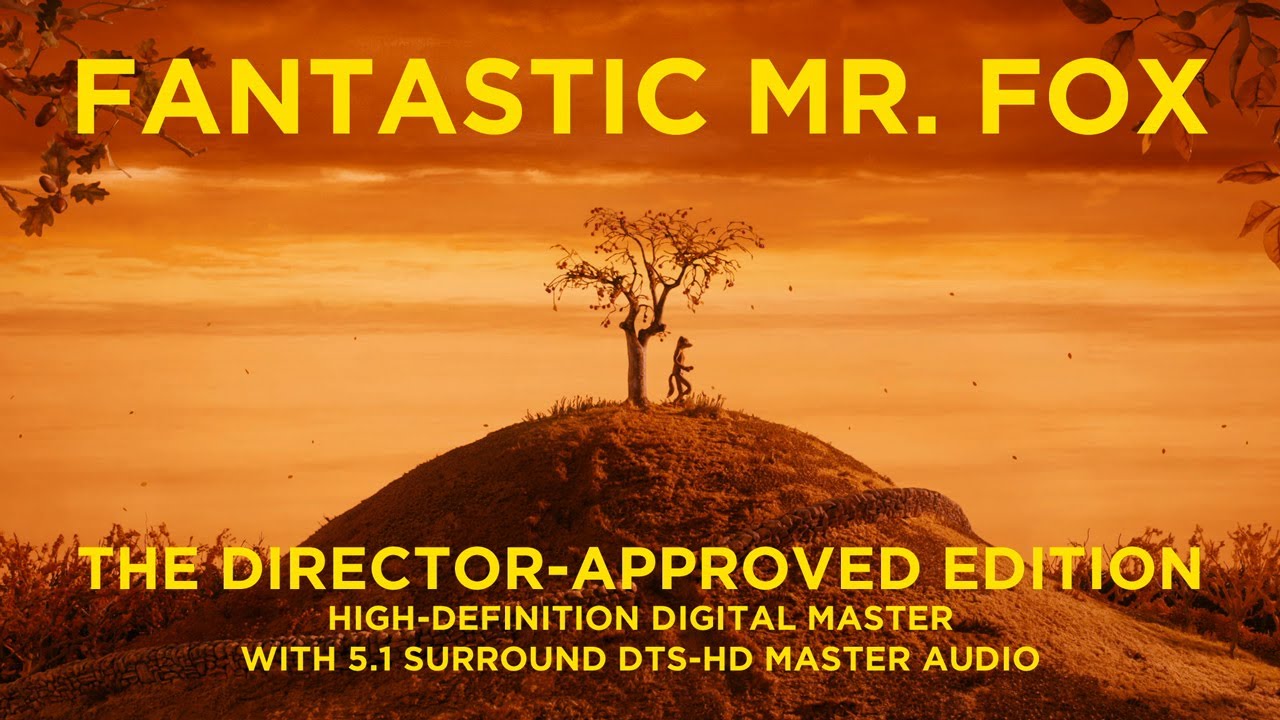 FANTASTIC MR. FOX
THE DIRECTOR-APPROVED EDITION
HIGH-DEFINITION DIGITAL MASTER
WITH 5.1 SURROUND DTS-HD MASTER AUDIO